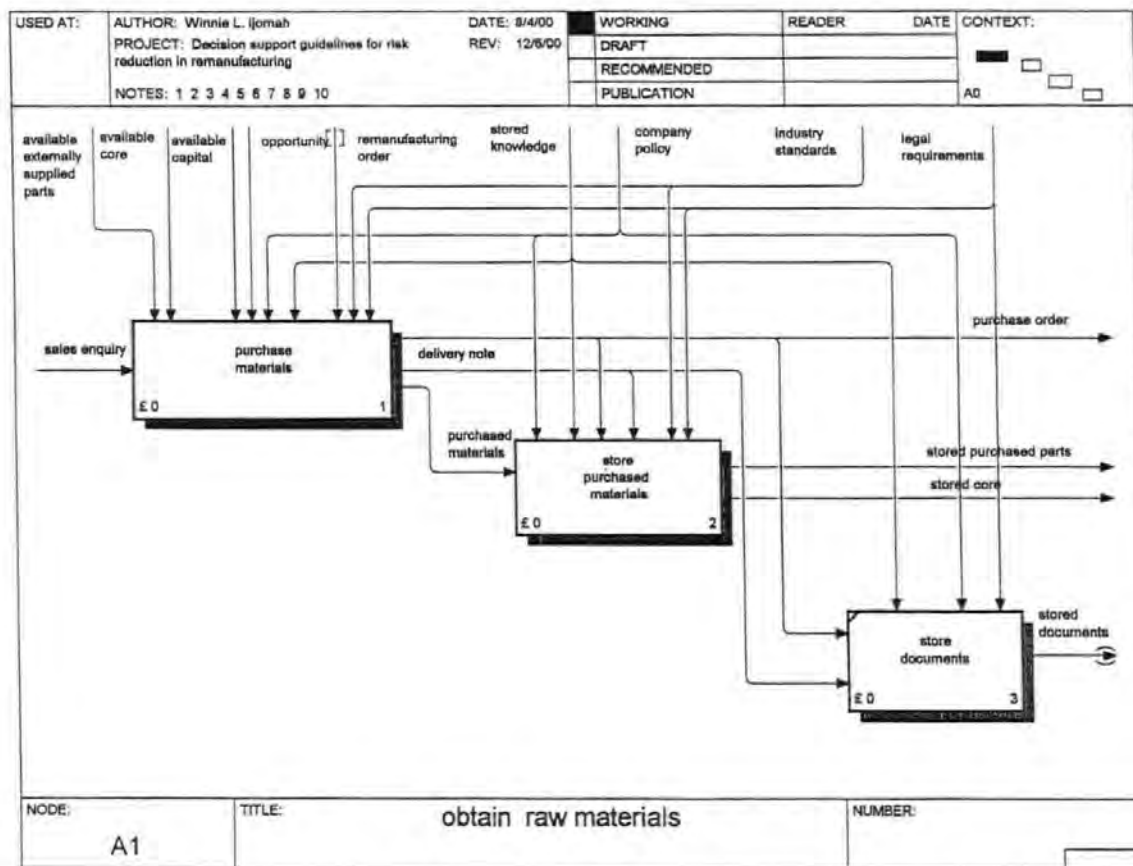 USED AT:
AUTHOR: Winnie L. Ijomah
DATE: 8/4/00
PROJECT: Decision support guidelines for risk
reduction in remanufacturing
REV: 12/6/00
NOTES: 1 2 3 4 5 6 7 8 9 10
WORKING
DRAFT
RECOMMENDED
PUBLICATION
READER DATE
CONTEXT:
A0
available
externally
supplied
parts
available
core
available
capital
opportunity
remanufacturing
order
stored
knowledge
company
policy
industry
standards
legal
requirements
sales enquiry
purchase
materials
£ 0
1
delivery note
purchase order
purchased
materials
store
purchased
materials
£ 0
2
stored purchased parts
stored core
store
documents
£ 0
3
stored
documents
NODE:
A1
TITLE:
obtain raw materials
NUMBER: